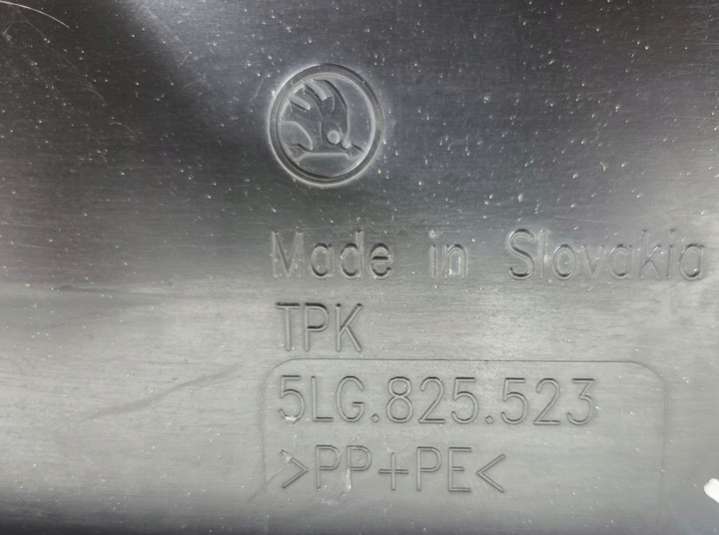 Made in Slovakia
TPK
5LG.825.523
>PP+PE<